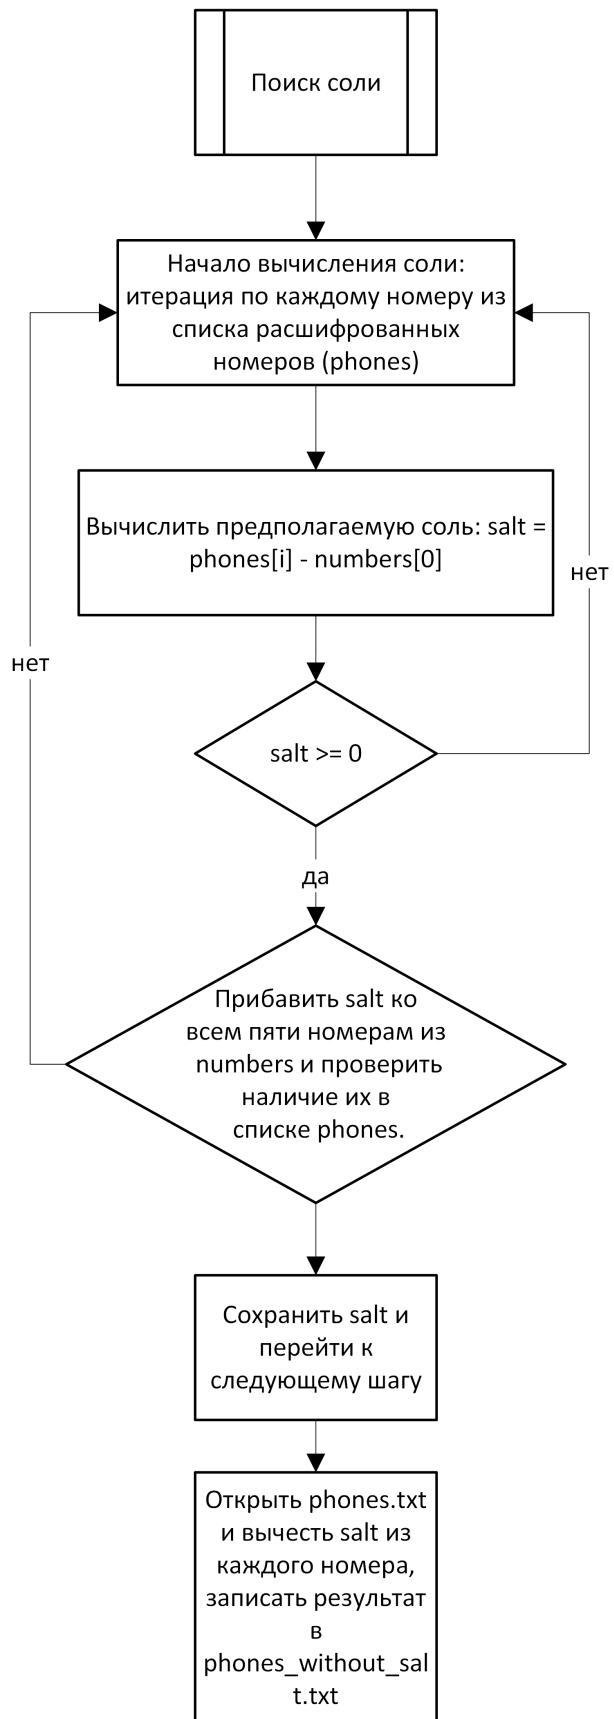 Поиск соли
Начало вычисления соли:
итерация по каждому номеру из
списка расшифрованных
номеров (phones)
Вычислить предполагаемую соль: salt =
phones[i] - numbers[0]
нет
нет
salt >= 0
да
Прибавить salt ко
всем пяти номерам из
numbers и проверить
наличие их в
списке phones.
Сохранить salt и
перейти к
следующему шагу
Открыть phones.txt
и вычесть salt из
каждого номера,
записать результат
в
phones_without_sal
t.txt